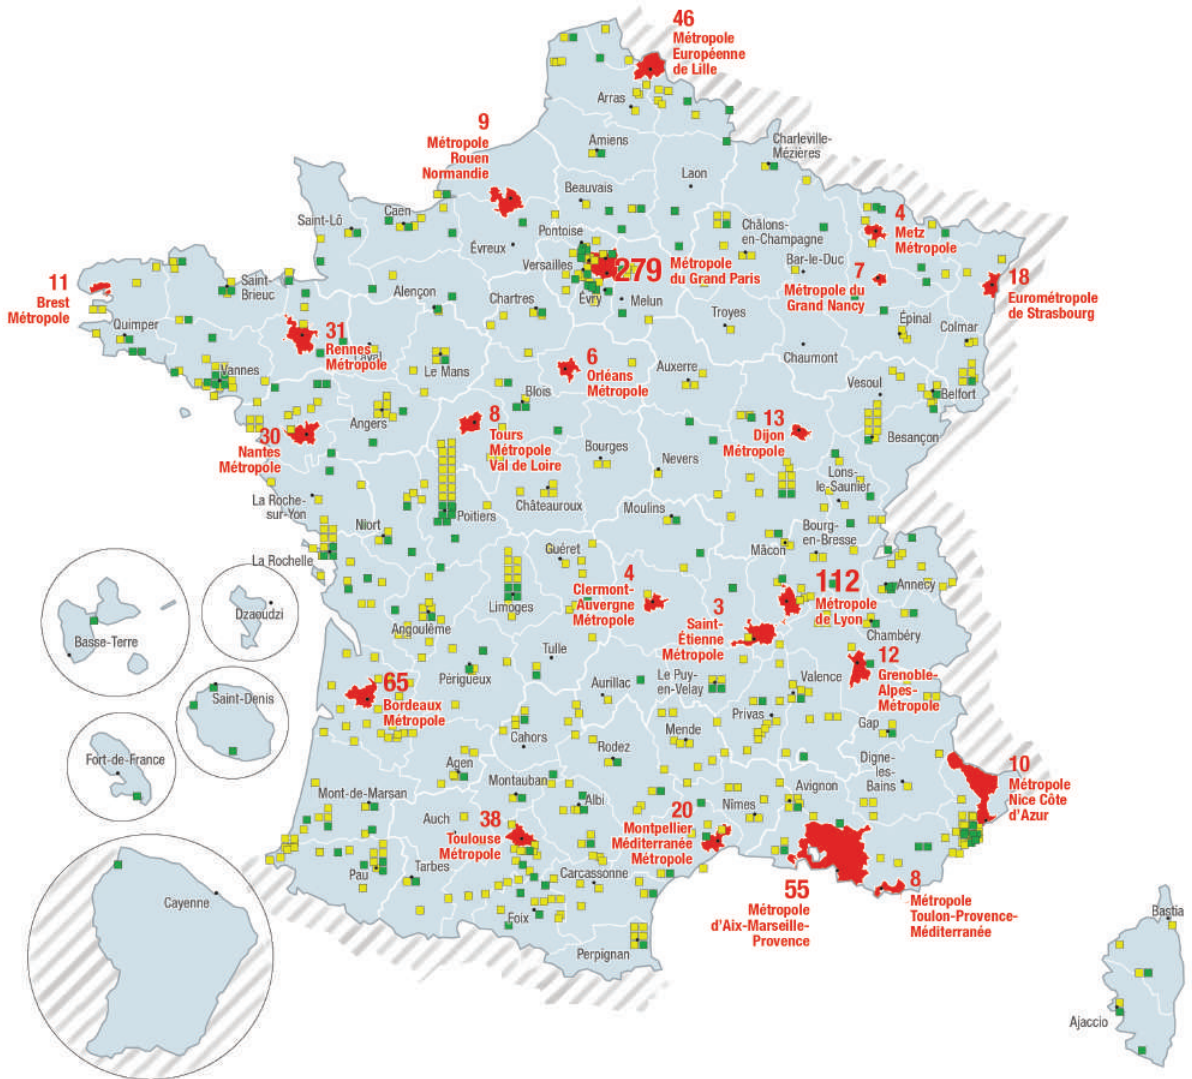 46
Métropole
Européenne
de Lille
Arras
9
Métropole
Rouen
Normandie
Amiens
Charleville-
Mézières
Laon
Beauvais
Saint-Lô
Caen
4
Metz
Métropole
Pontoise
Évreux
Châlons-
en-Champagne
Versailles
279
Métropole
du Grand Paris
Bar-le-Duc
7
Métropole du
Grand Nancy
18
Eurométropole
de Strasbourg
11
Brest
Métropole
Saint-
Brieuc
Alençon
Chartres
Évry
Melun
Troyes
Épinal
Colmar
Quimper
31
Rennes
Métropole
Laval
Le Mans
6
Orléans
Métropole
Auxerre
Chaumont
Vannes
Blois
Vesoul
Belfort
30
Nantes
Métropole
Angers
8
Tours
Métropole
Val de Loire
13
Dijon
Métropole
Besançon
Bourges
Nevers
Lons-
le-Saunier
La Roche-
sur-Yon
Niort
Poitiers
Châteauroux
Moulins
Bourg-
en-Bresse
Mâcon
La Rochelle
Guéret
Annecy
Limoges
4
Clermont-
Auvergne
Métropole
112
Métropole
de Lyon
3
Saint-
Étienne
Métropole
Chambéry
Basse-Terre
Dzaoudzi
Angoulême
Tulle
12
Grenoble-
Alpes-
Métropole
Périgueux
Aurillac
Le Puy-
en-Velay
Valence
Saint-Denis
65
Bordeaux
Métropole
Privas
Gap
Cahors
Mende
Fort-de-France
Rodez
Agen
Digne-
les-
Bains
10
Métropole
Nice Côte
d'Azur
Mont-de-Marsan
Montauban
Albi
Avignon
Nîmes
Auch
38
Toulouse
Métropole
20
Montpellier
Méditerranée
Métropole
Pau
Tarbes
Carcassonne
Foix
55
Métropole
d'Aix-Marseille-
Provence
8
Métropole
Toulon-Provence-
Méditerranée
Cayenne
Perpignan
Bastia
Ajaccio